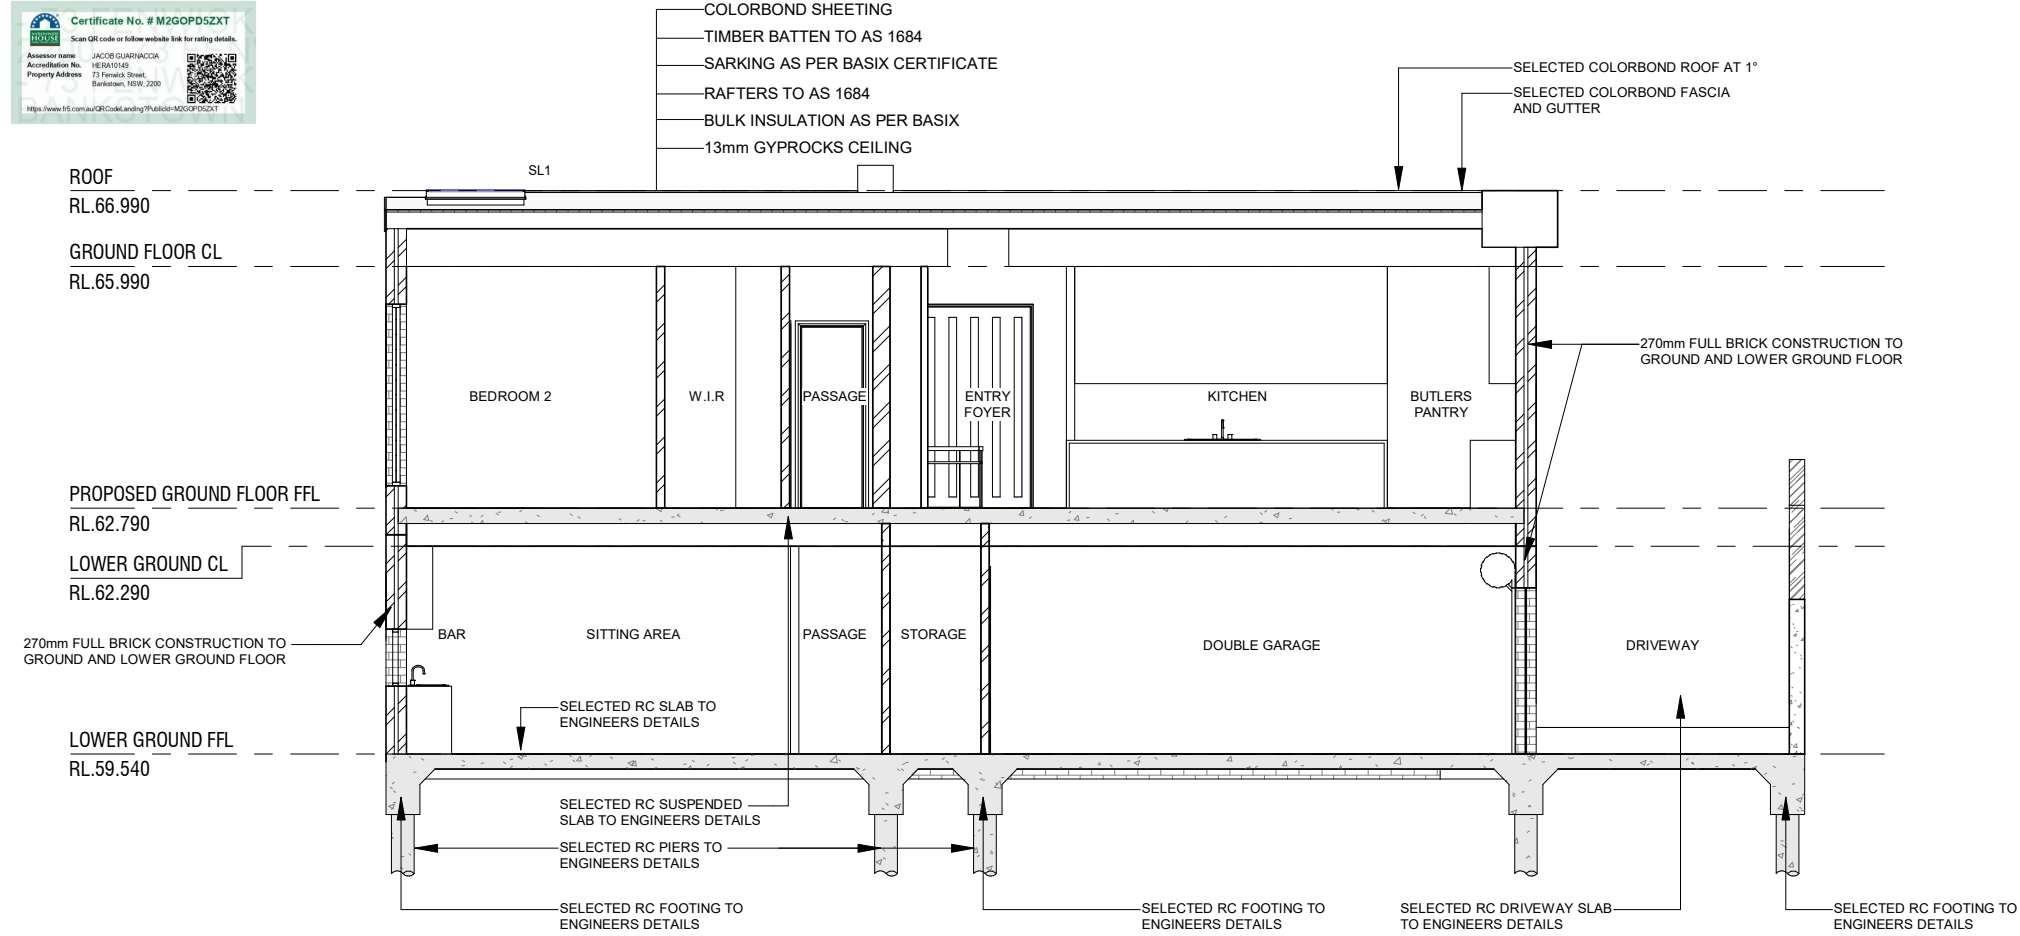 Certificate No. # M2GOPD5ZXT
Scan QR code or follow website link for rating details.
Assessor name JACOB GUARNACCIA
Accreditation No. HERA10149
Property Address 73 Fenwick Street,
Bankstown, NSW, 2200
https://www.fr5.com.au/QRCodeLanding?PublicId=M2GOPD5ZXT
HOUSE
COLORBOND SHEETING
TIMBER BATTEN TO AS 1684
SARKING AS PER BASIX CERTIFICATE
RAFTERS TO AS 1684
BULK INSULATION AS PER BASIX
13mm GYPROCKS CEILING
SELECTED COLORBOND ROOF AT 1°
SELECTED COLORBOND FASCIA
AND GUTTER
SL1
ROOF
RL.66.990
GROUND FLOOR CL
RL.65.990
270mm FULL BRICK CONSTRUCTION TO
GROUND AND LOWER GROUND FLOOR
BEDROOM 2
W.I.R
PASSAGE
ENTRY
FOYER
KITCHEN
BUTLERS
PANTRY
PROPOSED GROUND FLOOR FFL
RL.62.790
LOWER GROUND CL
RL.62.290
270mm FULL BRICK CONSTRUCTION TO
GROUND AND LOWER GROUND FLOOR
BAR
SITTING AREA
PASSAGE
STORAGE
DOUBLE GARAGE
DRIVEWAY
SELECTED RC SLAB TO
ENGINEERS DETAILS
LOWER GROUND FFL
RL.59.540
SELECTED RC SUSPENDED
SLAB TO ENGINEERS DETAILS
SELECTED RC PIERS TO
ENGINEERS DETAILS
SELECTED RC FOOTING TO
ENGINEERS DETAILS
SELECTED RC FOOTING TO
ENGINEERS DETAILS
SELECTED RC DRIVEWAY SLAB
TO ENGINEERS DETAILS
SELECTED RC FOOTING TO
ENGINEERS DETAILS